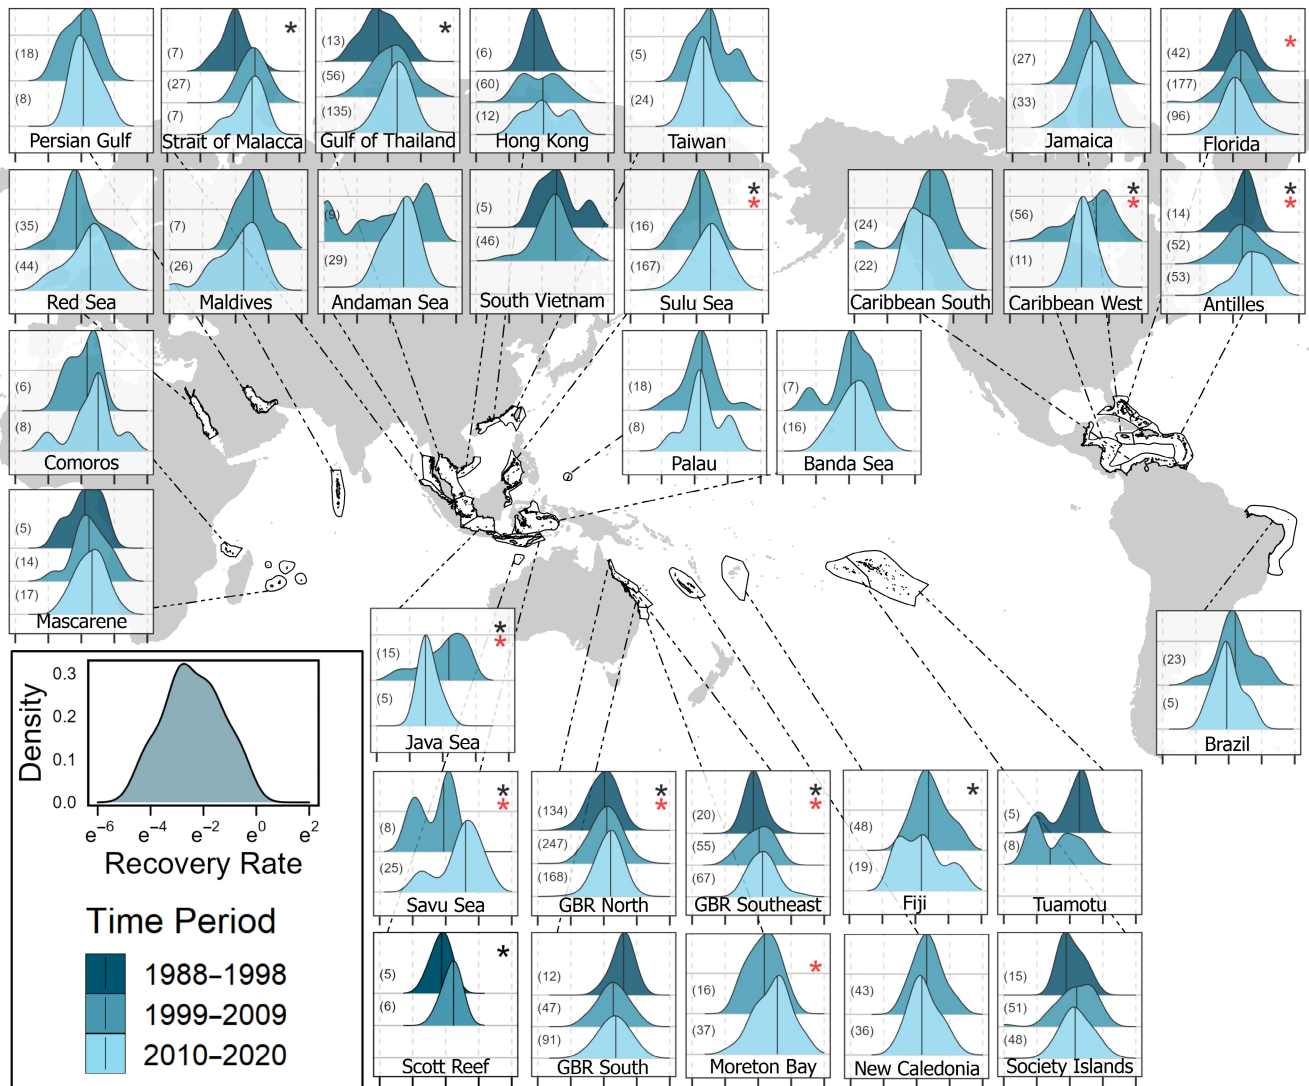 (18)
(8)
Persian Gulf
(7)
(27)
(7)
*
Strait of Malacca
(13)
(56)
(135)
*
Gulf of Thailand
(6)
(60)
(12)
Hong Kong
(5)
(24)
Taiwan
(27)
(33)
Jamaica
(42)
(177)
(96)
*
Florida
(35)
(44)
Red Sea
(7)
(26)
Maldives
(9)
(29)
Andaman Sea
(5)
(46)
South Vietnam
(16)
(167)
*
*
Sulu Sea
(24)
(22)
Caribbean South
(56)
(11)
*
*
Caribbean West
(14)
(52)
(53)
*
*
Antilles
(6)
(8)
Comoros
(18)
(8)
Palau
(7)
(16)
Banda Sea
(5)
(14)
(17)
Mascarene
(15)
(5)
*
*
Java Sea
(23)
(5)
Brazil
(8)
(25)
*
*
Savu Sea
(134)
(247)
(168)
*
*
GBR North
(20)
(55)
(67)
*
*
GBR Southeast
(48)
(19)
*
Fiji
(5)
(8)
Tuamotu
(5)
(6)
*
Scott Reef
(12)
(47)
(91)
GBR South
(16)
(37)
*
Moreton Bay
(43)
(36)
New Caledonia
(15)
(51)
(48)
Society Islands
Density
0.3
0.2
0.1
0.0
e−6 e−4 e−2 e0 e2
Recovery Rate
Time Period
1988−1998
1999−2009
2010−2020